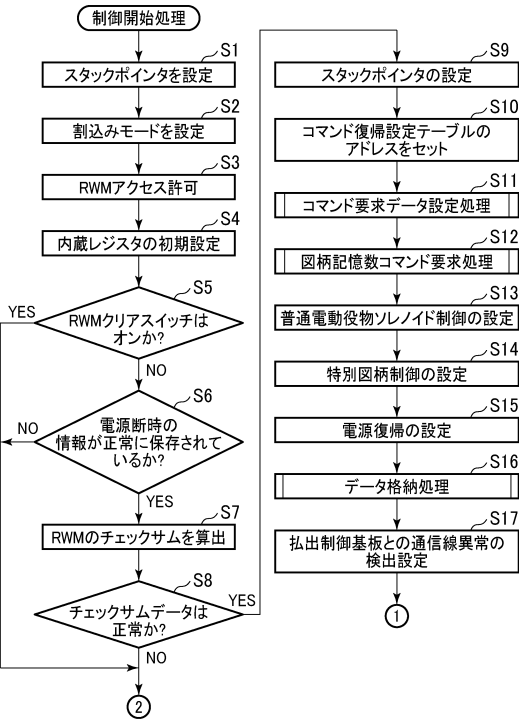 制御開始処理
S1
スタックポインタを設定
S2
割込みモードを設定
S3
RWMアクセス許可
S4
内蔵レジスタの初期設定
S5
YES
RWMクリアスイッチは
オンか?
NO
S6
NO
電源断時の
情報が正常に保存されて
いるか?
YES
S7
RWMのチェックサムを算出
S8
チェックサムデータは
正常か?
YES
NO
2
S9
スタックポインタの設定
S10
コマンド復帰設定テーブルの
アドレスをセット
S11
コマンド要求データ設定処理
S12
図柄記憶数コマンド要求処理
S13
普通電動役物ソレノイド制御の設定
S14
特別図柄制御の設定
S15
電源復帰の設定
S16
データ格納処理
S17
払出制御基板との通信線異常の
検出設定
1